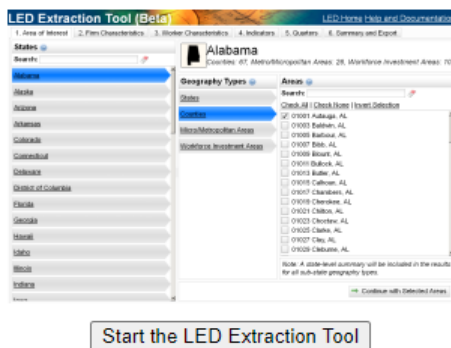 LED Extraction Tool (Beta)
LED Home Help and Documentation
1. Area of Interest 2. Firm Characteristics 3. Worker Characteristics 4. Indicators 5. Quarters 6. Summary and Export
States
Search:
Alabama
Alaska
Arizona
Arkansas
Colorado
Connecticut
Delaware
District of Columbia
Florida
Georgia
Hawaii
Idaho
Illinois
Indiana
Iowa
Alabama
Counties: 67, Metro/Micropolitan Areas: 28, Workforce Investment Areas: 10
Geography Types
States
Counties
Micro/Metropolitan Areas
Workforce Investment Areas
Areas
Search:
Check All | Check None | Invert Selection
01001 Autauga, AL
01003 Baldwin, AL
01005 Barbour, AL
01007 Bibb, AL
01009 Blount, AL
01011 Bullock, AL
01013 Butler, AL
01015 Calhoun, AL
01017 Chambers, AL
01019 Cherokee, AL
01021 Chilton, AL
01023 Choctaw, AL
01025 Clarke, AL
01027 Clay, AL
01029 Cleburne, AL
Note: A state-level summary will be included in the results
for all sub-state geography types.
Continue with Selected Areas
Start the LED Extraction Tool